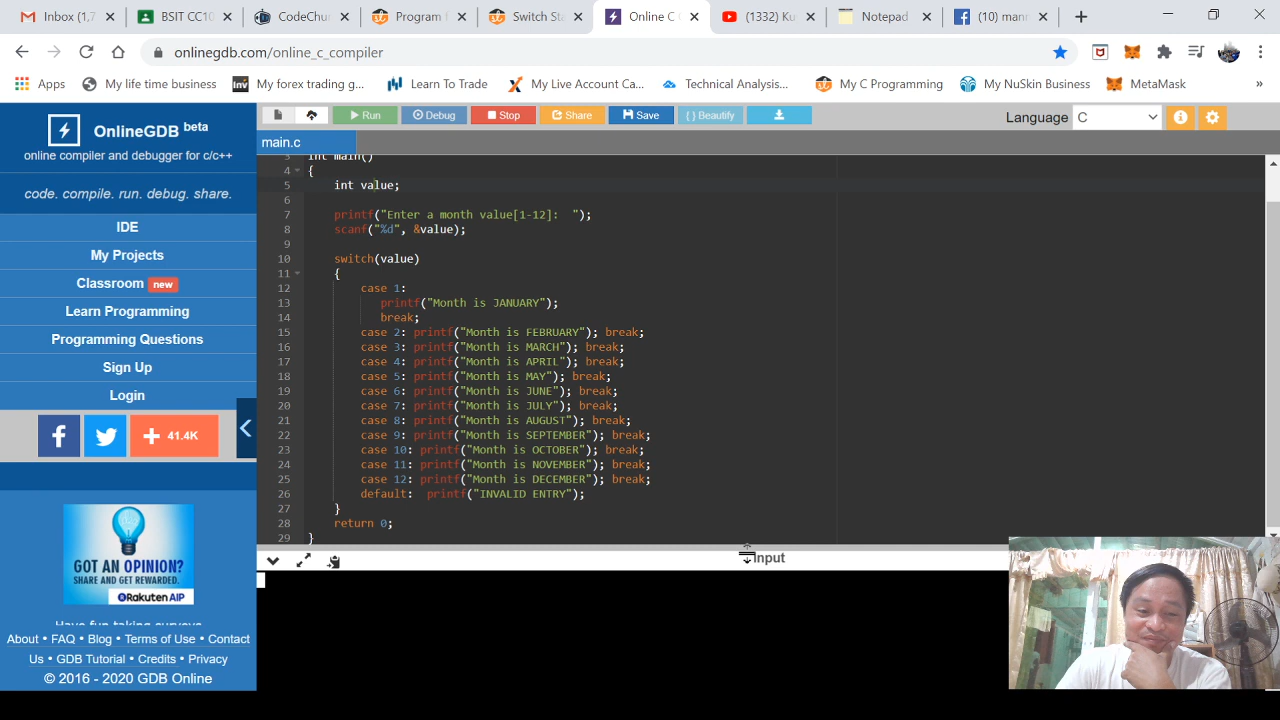 Inbox (1,7
BSIT CC10
CodeChun
Program f
Switch Sta
Online C C
(1332) Ku
Notepad
(10) mann
onlinegdb.com/online_c_compiler
Apps
My life time business
My forex trading g...
Learn To Trade
My Live Account Ca...
Technical Analysis...
My C Programming
My NuSkin Business
MetaMask
»
OnlineGDB beta
online compiler and debugger for c/c++
code. compile. run. debug. share.
IDE
My Projects
Classroom new
Learn Programming
Programming Questions
Sign Up
Login
41.4K
GOT AN OPINION?
SHARE AND GET REWARDED.
Rakuten AIP
About • FAQ • Blog • Terms of Use • Contact
Us • GDB Tutorial • Credits • Privacy
© 2016 - 2020 GDB Online
Run
Debug
Stop
Share
Save
{ } Beautify
Language C
main.c
3 int main()
4 {
5 int value;
6
7 printf("Enter a month value[1-12]:  ");
8 scanf("%d", &value);
9
10 switch(value)
11 {
12 case 1:
13 printf("Month is JANUARY");
14 break;
15 case 2: printf("Month is FEBRUARY"); break;
16 case 3: printf("Month is MARCH"); break;
17 case 4: printf("Month is APRIL"); break;
18 case 5: printf("Month is MAY"); break;
19 case 6: printf("Month is JUNE"); break;
20 case 7: printf("Month is JULY"); break;
21 case 8: printf("Month is AUGUST"); break;
22 case 9: printf("Month is SEPTEMBER"); break;
23 case 10: printf("Month is OCTOBER"); break;
24 case 11: printf("Month is NOVEMBER"); break;
25 case 12: printf("Month is DECEMBER"); break;
26 default:  printf("INVALID ENTRY");
27 }
28 return 0;
29 }
input